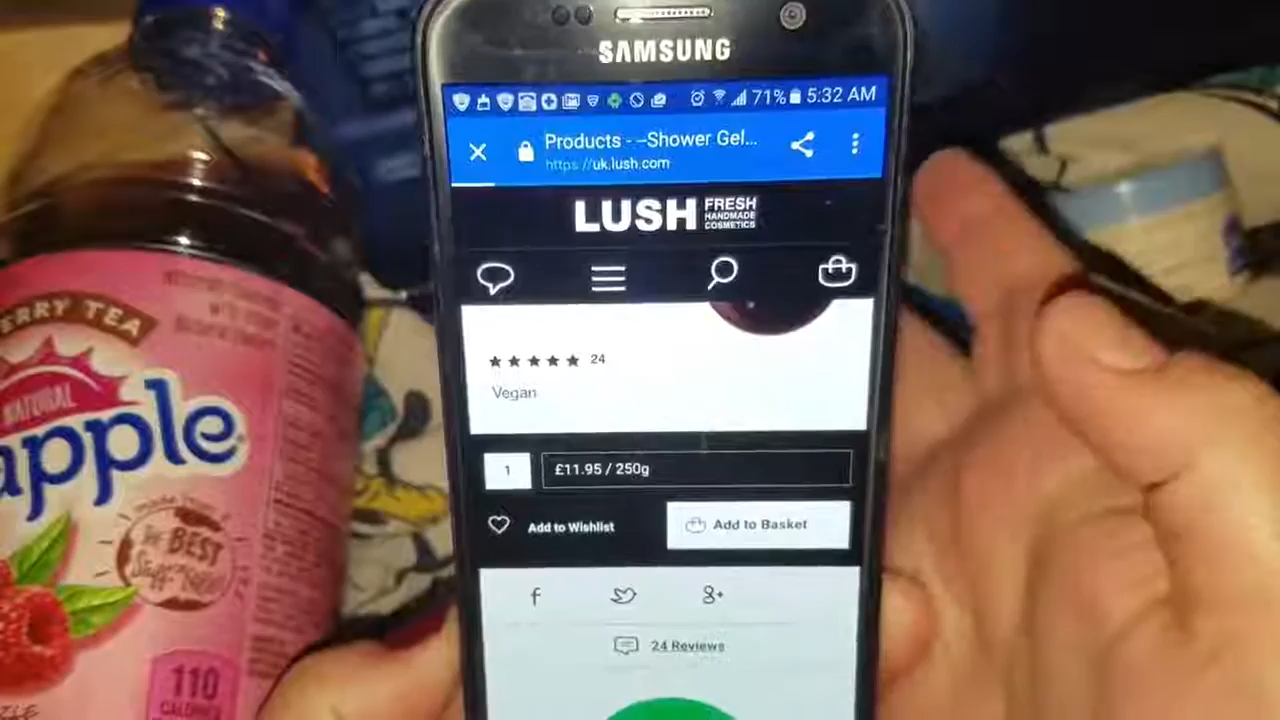 SAMSUNG
71% 5:32 AM
Products - –Shower Gel...
https://uk.lush.com
LUSH FRESH
HANDMADE
COSMETICS
24
Vegan
1 £11.95 / 250g
Add to Wishlist
Add to Basket
f
g+
24 Reviews
ERRY TEA
NATURAL
apple
The BEST
110